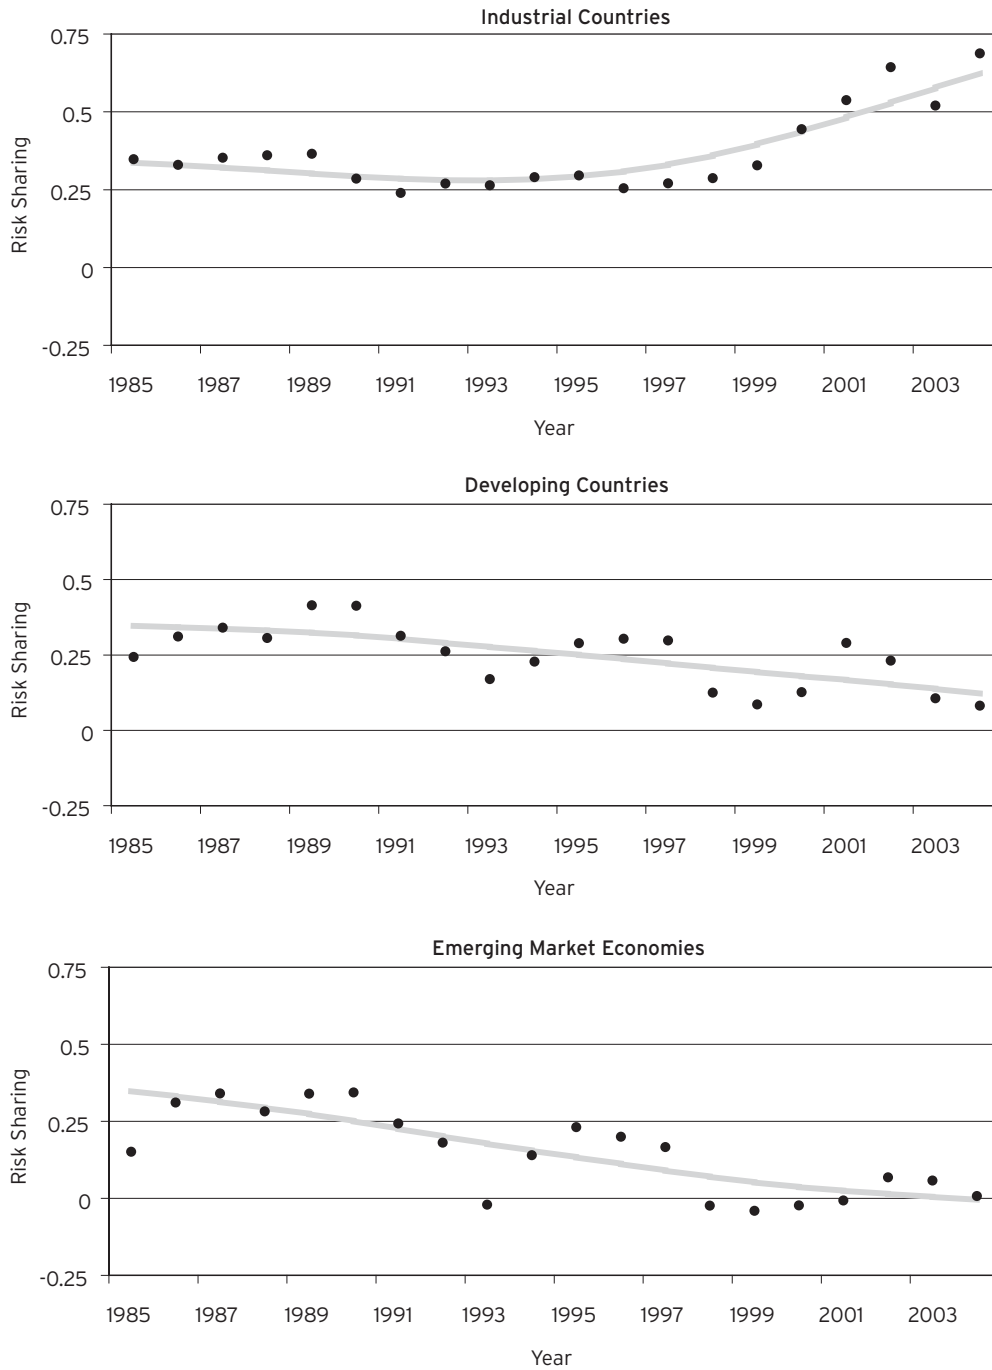 Industrial Countries
0.75
0.5
0.25
0
-0.25
Risk Sharing
1985 1987 1989 1991 1993 1995 1997 1999 2001 2003
Year
Developing Countries
0.75
0.5
0.25
0
-0.25
Risk Sharing
1985 1987 1989 1991 1993 1995 1997 1999 2001 2003
Year
Emerging Market Economies
0.75
0.5
0.25
0
-0.25
Risk Sharing
1985 1987 1989 1991 1993 1995 1997 1999 2001 2003
Year